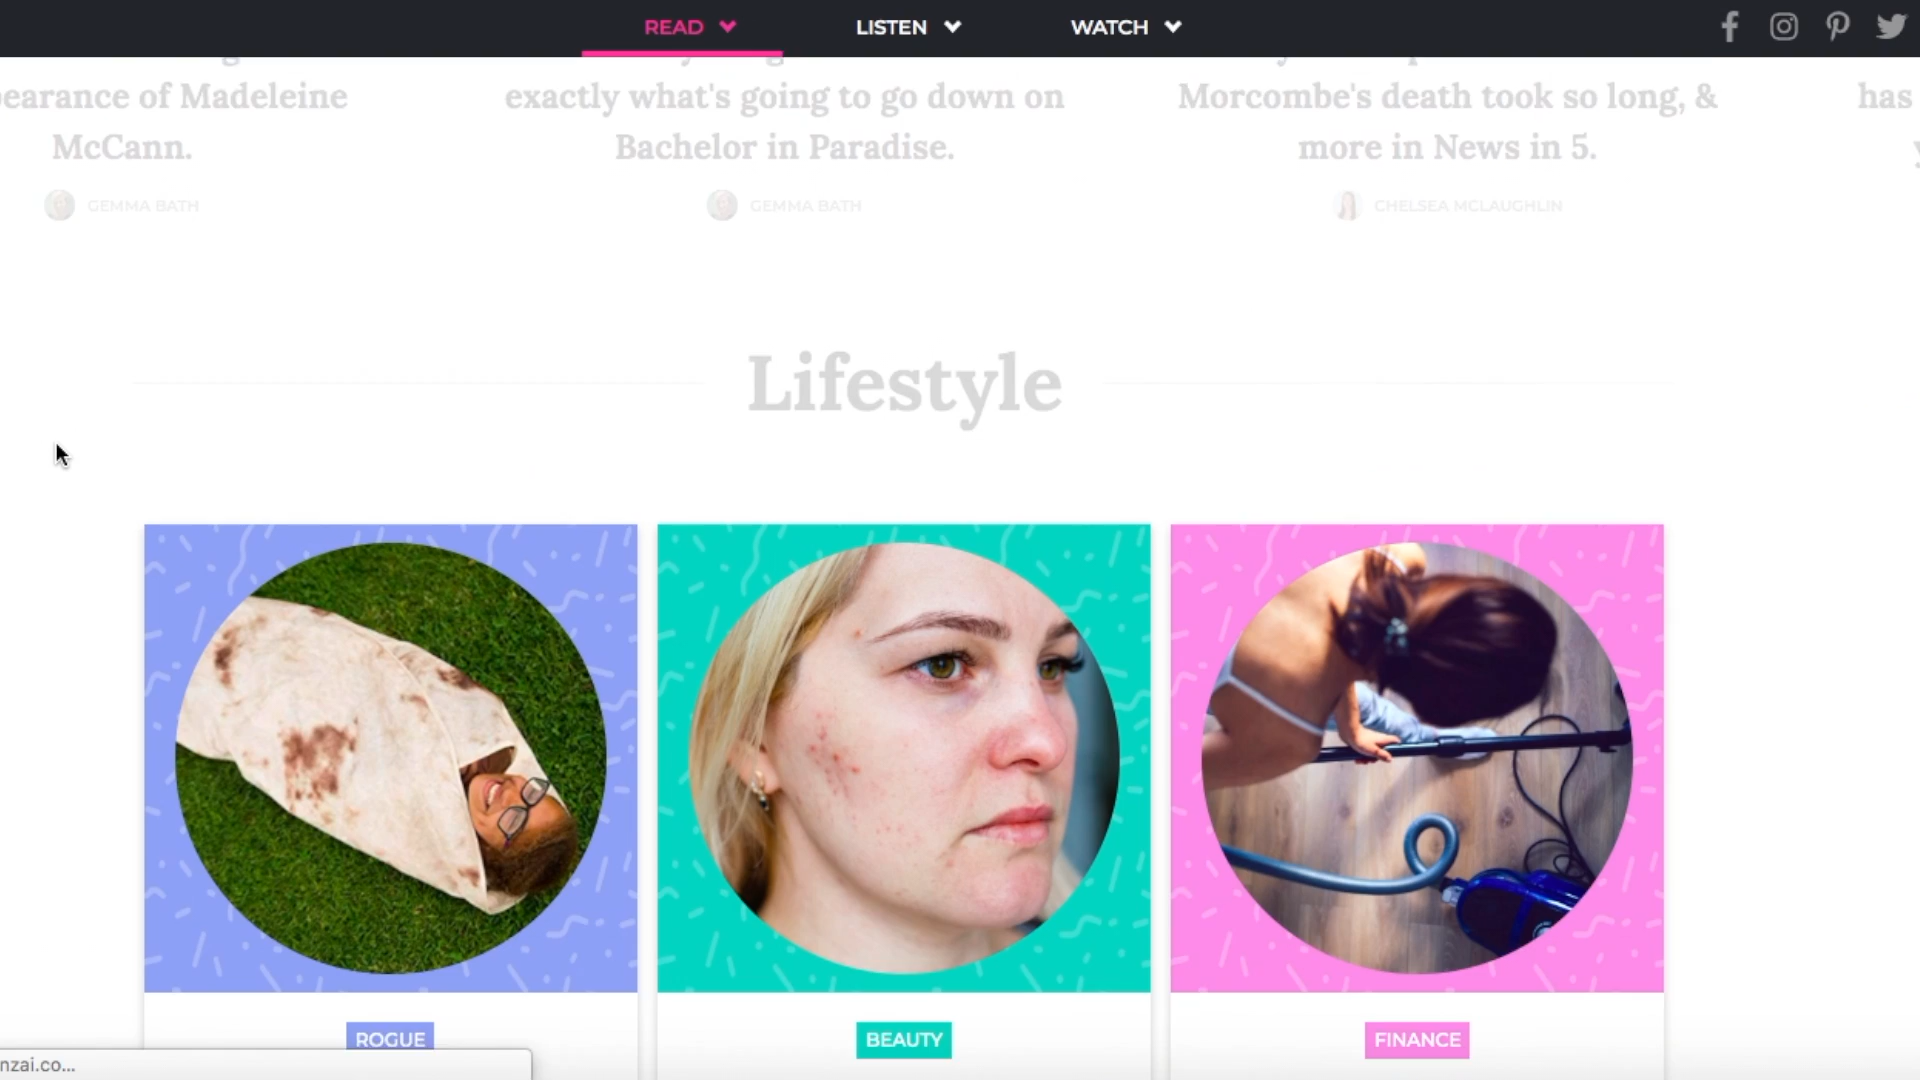 READ LISTEN WATCH
pearance of Madeleine
McCann.
GEMMA BATH
exactly what's going to go down on
Bachelor in Paradise.
GEMMA BATH
Morcombe's death took so long, &
more in News in 5.
CHELSEA MCLAUGHLIN
has
Lifestyle
ROGUE
BEAUTY
FINANCE
nzai.co...